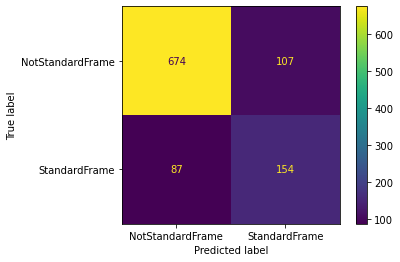 True label
NotStandardFrame
674
107
StandardFrame
87
154
NotStandardFrame
StandardFrame
Predicted label
600
500
400
300
200
100